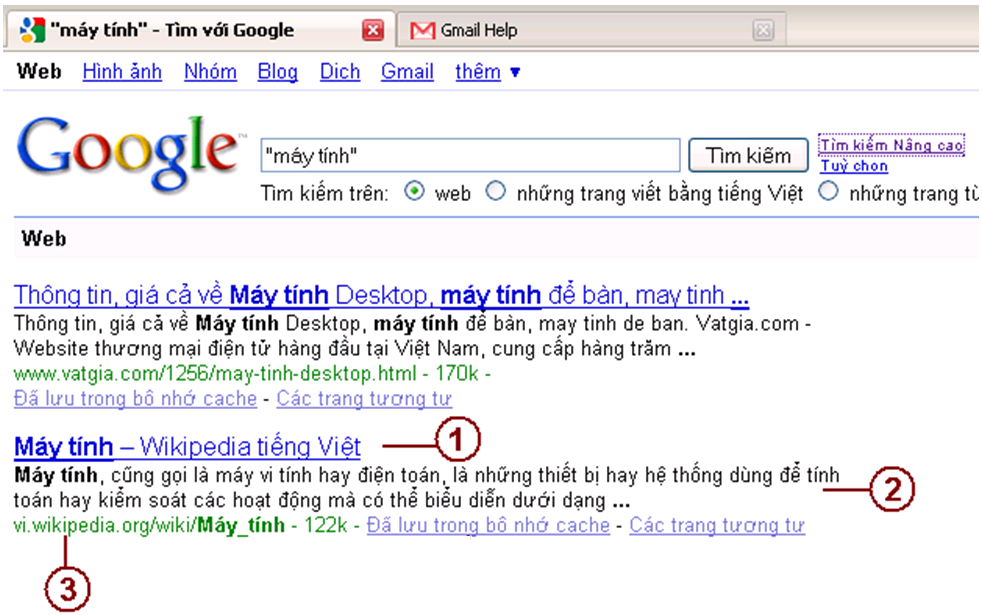 "máy tính" - Tìm với Google Gmail Help
Web Hình ảnh Nhóm Blog Dịch Gmail thêm ▼
Google™ "máy tính" Tìm kiếm Tìm kiếm Nâng cao
Tuỳ chọn
Tìm kiếm trên: web những trang viết bằng tiếng Việt những trang từ
Web
Thông tin, giá cả về Máy tính Desktop, máy tính để bàn, may tinh ...
Thông tin, giá cả về Máy tính Desktop, máy tính để bàn, may tinh de ban. Vatgia.com -
Website thương mại điện tử hàng đầu tại Việt Nam, cung cấp hàng trăm ...
www.vatgia.com/1256/may-tinh-desktop.html - 170k -
Đã lưu trong bộ nhớ cache - Các trang tương tự
Máy tính – Wikipedia tiếng Việt 1
Máy tính, cũng gọi là máy vi tính hay điện toán, là những thiết bị hay hệ thống dùng để tính
toán hay kiểm soát các hoạt động mà có thể biểu diễn dưới dạng ... 2
vi.wikipedia.org/wiki/Máy_tính - 122k - Đã lưu trong bộ nhớ cache - Các trang tương tự
3